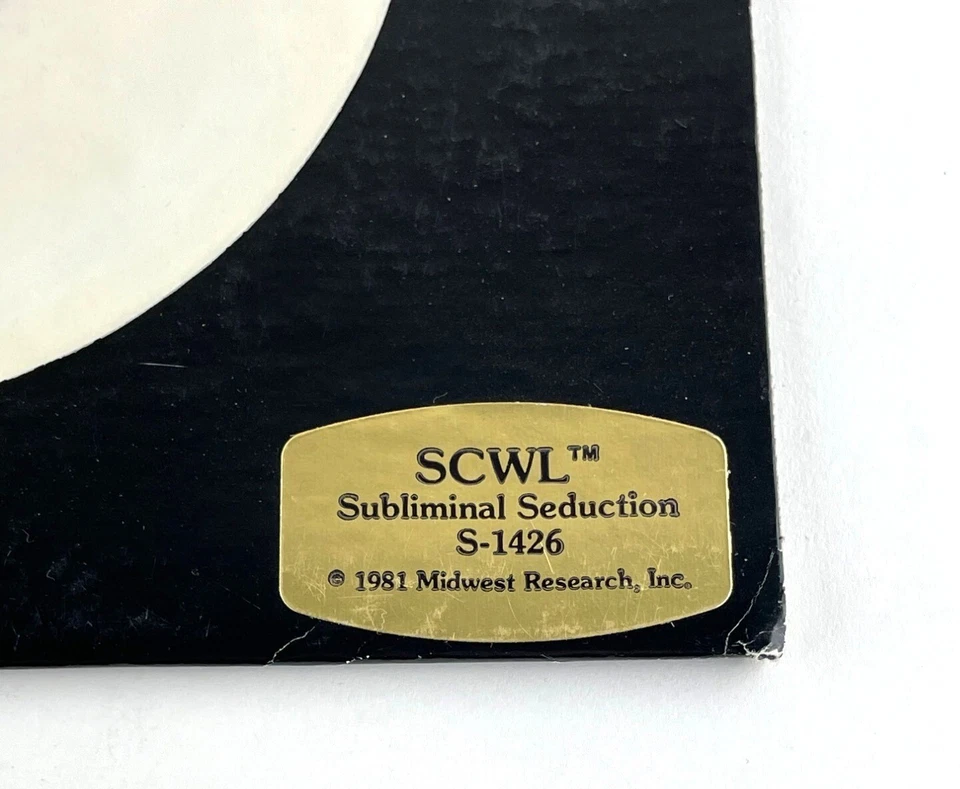 SCWL™
Subliminal Seduction
S-1426
© 1981 Midwest Research, Inc.